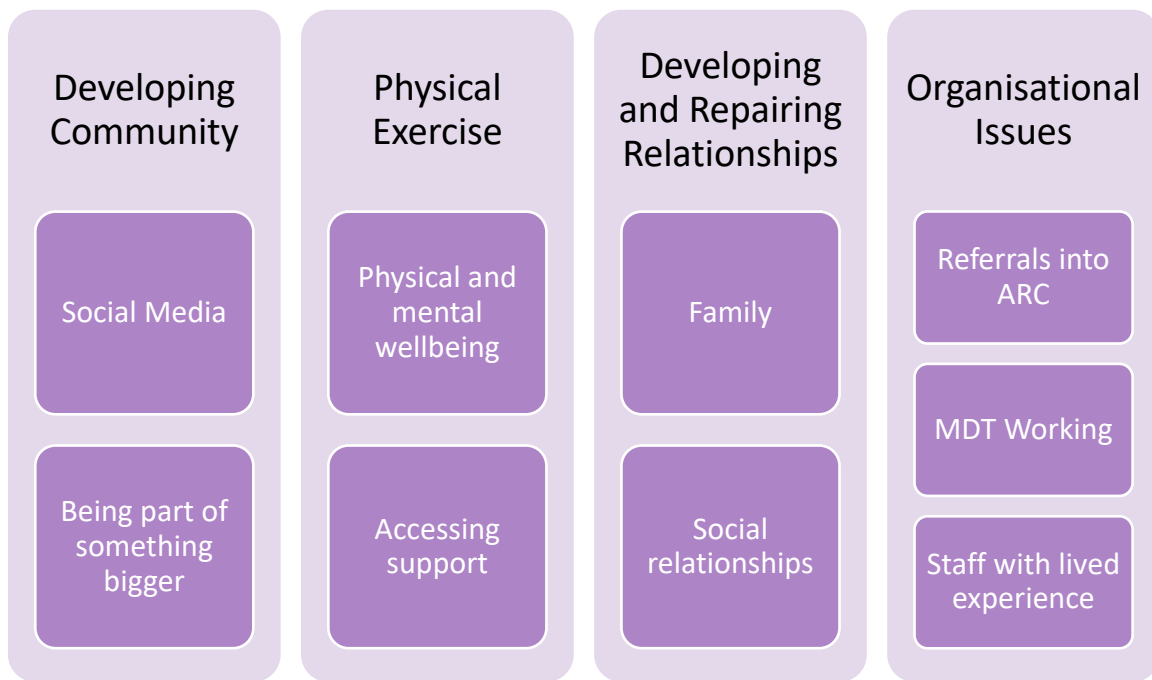 Developing
Community
Social Media
Being part of
something
bigger
Physical
Exercise
Physical and
mental
wellbeing
Accessing
support
Developing
and Repairing
Relationships
Family
Social
relationships
Organisational
Issues
Referrals into
ARC
MDT Working
Staff with lived
experience